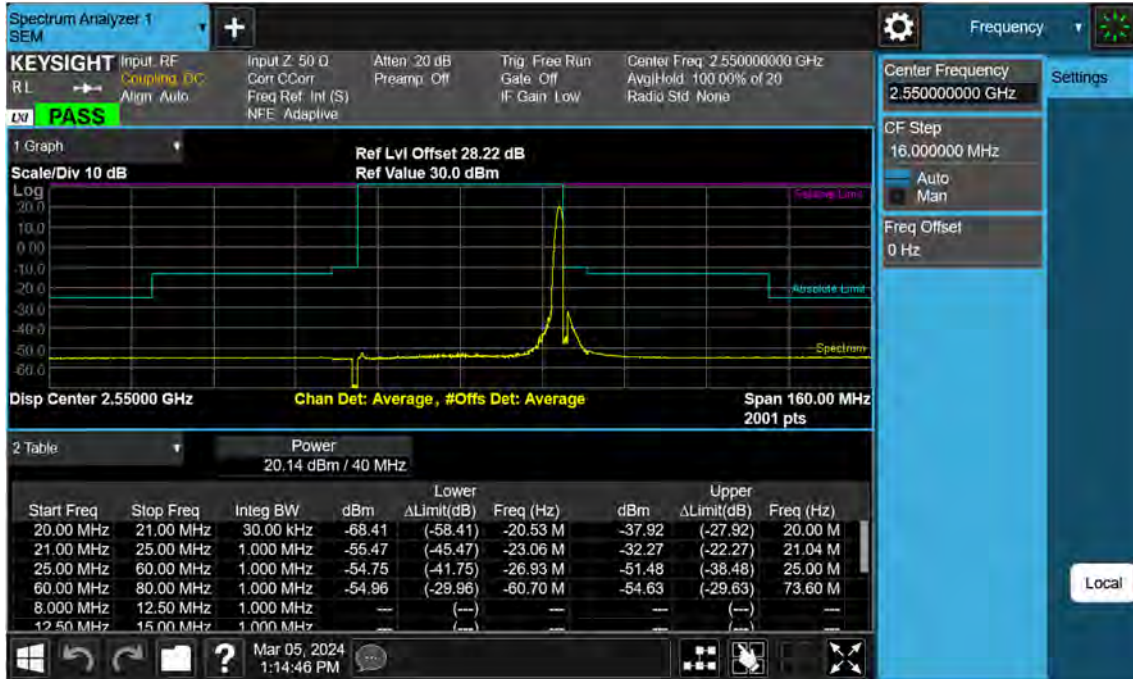 Spectrum Analyzer 1
SEM
Frequency
KEYSIGHT
RL
LXI PASS
Input: RF
Coupling: DC
Align: Auto
Input Z: 50 Ω
Corr CCorr
Freq Ref: Int (S)
NFE: Adaptive
Atten: 20 dB
Preamp: Off
Trig: Free Run
Gate: Off
IF Gain: Low
Center Freq: 2.550000000 GHz
Avg|Hold: 100.00% of 20
Radio Std: None
Center Frequency
2.550000000 GHz
Settings
CF Step
16.000000 MHz
Auto
Man
Freq Offset
0 Hz
1 Graph
Scale/Div 10 dB
Ref Lvl Offset 28.22 dB
Ref Value 30.0 dBm
Log
Relative Limit
20.0
10.0
0.00
-10.0
-20.0
Absolute Limit
-30.0
-40.0
-50.0
Spectrum
-60.0
Disp Center 2.55000 GHz
Chan Det: Average, #Offs Det: Average
Span 160.00 MHz
2001 pts
2 Table
Power
20.14 dBm / 40 MHz
Lower Upper
Start Freq Stop Freq Integ BW dBm ΔLimit(dB) Freq (Hz) dBm ΔLimit(dB) Freq (Hz)
20.00 MHz 21.00 MHz 30.00 kHz -68.41 (-58.41) -20.53 M -37.92 (-27.92) 20.00 M
21.00 MHz 25.00 MHz 1.000 MHz -55.47 (-45.47) -23.06 M -32.27 (-22.27) 21.04 M
25.00 MHz 60.00 MHz 1.000 MHz -54.75 (-41.75) -26.93 M -51.48 (-38.48) 25.00 M
60.00 MHz 80.00 MHz 1.000 MHz -54.96 (-29.96) -60.70 M -54.63 (-29.63) 73.60 M
8.000 MHz 12.50 MHz 1.000 MHz --- (---) --- --- (---) ---
12.50 MHz 15.00 MHz 1.000 MHz --- (---) --- --- (---) ---
Local
Mar 05, 2024
1:14:46 PM